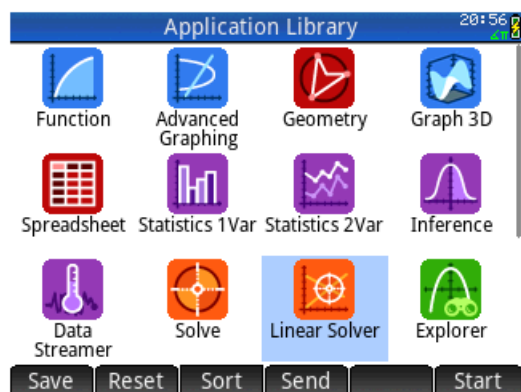 Application Library
20:56
∡π
Function
Advanced
Graphing
Geometry
Graph 3D
Spreadsheet
Statistics 1Var
Statistics 2Var
Inference
Data
Streamer
Solve
Linear Solver
Explorer
Save
Reset
Sort
Send
Start